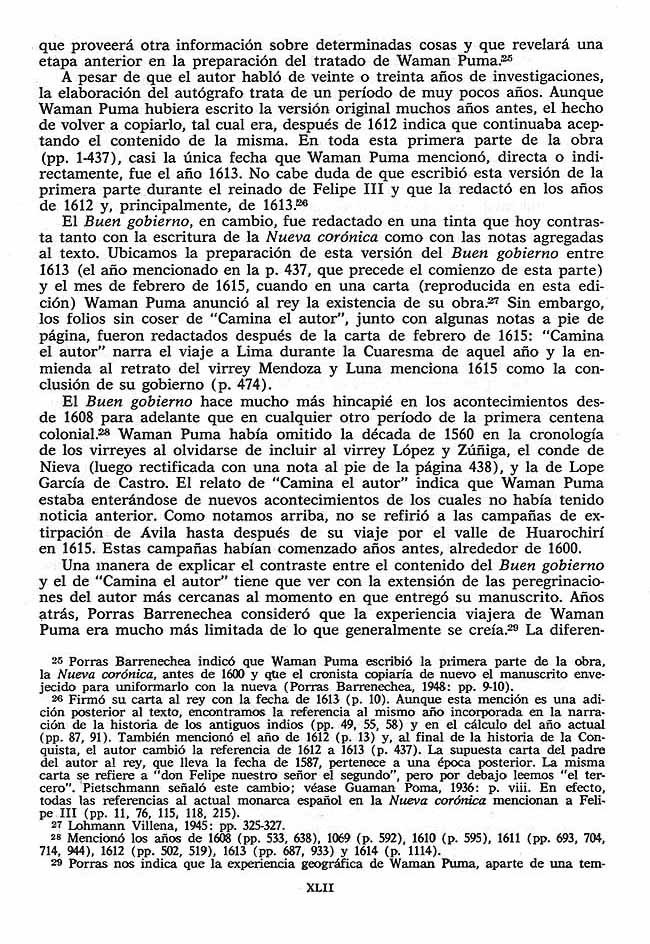 que proveerá otra información sobre determinadas cosas y que revelará una
etapa anterior en la preparación del tratado de Waman Puma.25
A pesar de que el autor habló de veinte o treinta años de investigaciones,
la elaboración del autógrafo trata de un período de muy pocos años. Aunque
Waman Puma hubiera escrito la versión original muchos años antes, el hecho
de volver a copiarlo, tal cual era, después de 1612 indica que continuaba acep-
tando el contenido de la misma. En toda esta primera parte de la obra
(pp. 1-437), casi la única fecha que Waman Puma mencionó, directa o indi-
rectamente, fue el año 1613. No cabe duda de que escribió esta versión de la
primera parte durante el reinado de Felipe III y que la redactó en los años
de 1612 y, principalmente, de 1613.26
El Buen gobierno, en cambio, fue redactado en una tinta que hoy contras-
ta tanto con la escritura de la Nueva corónica como con las notas agregadas
al texto. Ubicamos la preparación de esta versión del Buen gobierno entre
1613 (el año mencionado en la p. 437, que precede el comienzo de esta parte)
y el mes de febrero de 1615, cuando en una carta (reproducida en esta edi-
ción) Waman Puma anunció al rey la existencia de su obra.27 Sin embargo,
los folios sin coser de "Camina el autor", junto con algunas notas a pie de
página, fueron redactados después de la carta de febrero de 1615: "Camina
el autor" narra el viaje a Lima durante la Cuaresma de aquel año y la en-
mienda al retrato del virrey Mendoza y Luna menciona 1615 como la con-
clusión de su gobierno (p. 474).
El Buen gobierno hace mucho más hincapié en los acontecimientos des-
de 1608 para adelante que en cualquier otro período de la primera centena
colonial.28 Waman Puma había omitido la década de 1560 en la cronología
de los virreyes al olvidarse de incluir al virrey López y Zúñiga, el conde de
Nieva (luego rectificada con una nota al pie de la página 438), y la de Lope
García de Castro. El relato de "Camina el autor" indica que Waman Puma
estaba enterándose de nuevos acontecimientos de los cuales no había tenido
noticia anterior. Como notamos arriba, no se refirió a las campañas de ex-
tirpación de Avila hasta después de su viaje por el valle de Huarochirí
en 1615. Estas campañas habían comenzado años antes, alrededor de 1600.
Una manera de explicar el contraste entre el contenido del Buen gobierno
y el de "Camina el autor" tiene que ver con la extensión de las peregrinacio-
nes del autor más cercanas al momento en que entregó su manuscrito. Años
atrás, Porras Barrenechea consideró que la experiencia viajera de Waman
Puma era mucho más limitada de lo que generalmente se creía.29 La diferen-
25 Porras Barrenechea indicó que Waman Puma escribió la primera parte de la obra,
la Nueva corónica, antes de 1600 y que el cronista copiaría de nuevo el manuscrito enve-
jecido para uniformarlo con la nueva (Porras Barrenechea, 1948: pp. 9-10).
26 Firmó su carta al rey con la fecha de 1613 (p. 10). Aunque esta mención es una adi-
ción posterior al texto, encontramos la referencia al mismo año incorporada en la narra-
ción de la historia de los antiguos indios (pp. 49, 55, 58) y en el cálculo del año actual
(pp. 87, 91). También mencionó el año de 1612 (p. 13) y, al final de la historia de la Con-
quista, el autor cambió la referencia de 1612 a 1613 (p. 437). La supuesta carta del padre
del autor al rey, que lleva la fecha de 1587, pertenece a una época posterior. La misma
carta se refiere a "don Felipe nuestro señor el segundo", pero por debajo leemos "el ter-
cero". Pietschmann señaló este cambio; véase Guaman Poma, 1936: p. viii. En efecto,
todas las referencias al actual monarca español en la Nueva corónica mencionan a Feli-
pe III (pp. 11, 76, 115, 118, 215).
27 Lohmann Villena, 1945: pp. 325-327.
28 Mencionó los años de 1608 (pp. 533, 638), 1069 (p. 592), 1610 (p. 595), 1611 (pp. 693, 704,
714, 944), 1612 (pp. 502, 519), 1613 (pp. 687, 933) y 1614 (p. 1114).
29 Porras nos indica que la experiencia geográfica de Waman Puma, aparte de una tem-
XLII